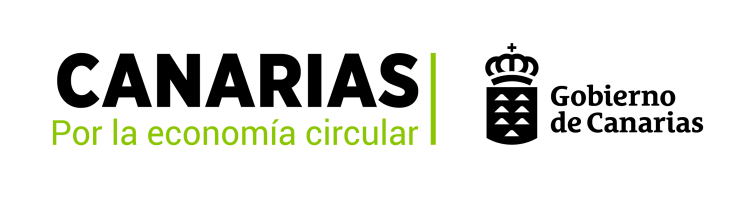 CANARIAS
Por la economía circular
Gobierno
de Canarias